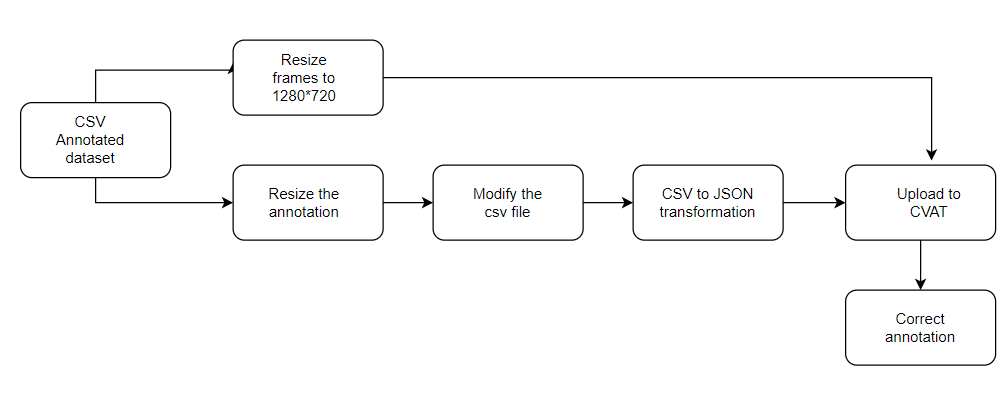 Resize
frames to
1280*720
CSV
Annotated
dataset
Resize the
annotation
Modify the
csv file
CSV to JSON
transformation
Upload to
CVAT
Correct
annotation